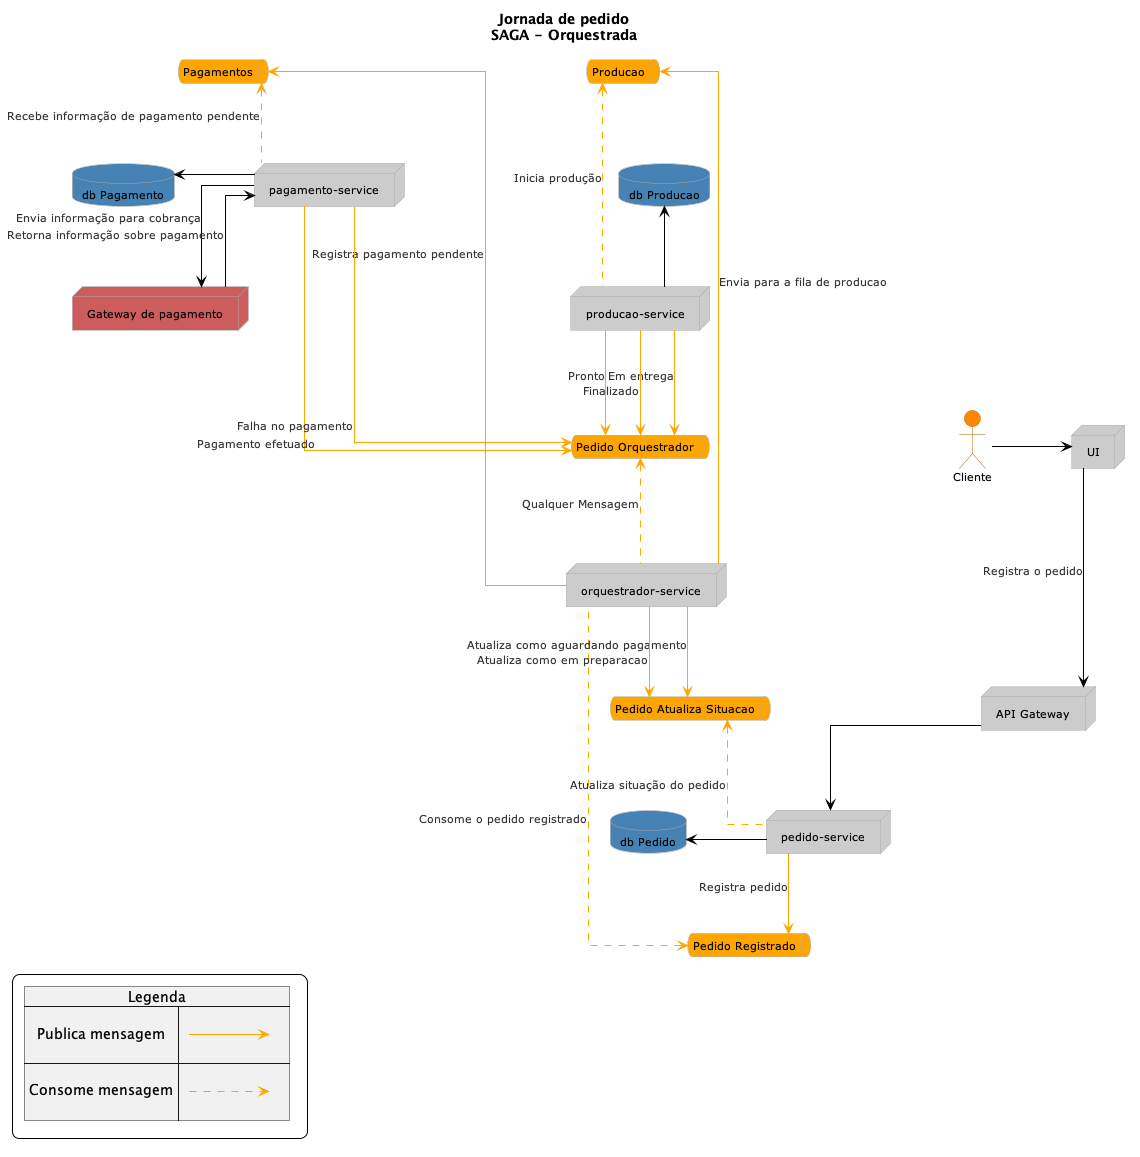 Jornada de pedido
SAGA - Orquestrada
Pagamentos
Producao
Recebe informação de pagamento pendente
Inicia produção
db Pagamento
pagamento-service
db Producao
Envia informação para cobrança
Retorna informação sobre pagamento
Registra pagamento pendente
Envia para a fila de producao
Gateway de pagamento
producao-service
Pronto
Em entrega
Finalizado
Falha no pagamento
Pagamento efetuado
Pedido Orquestrador
UI
Cliente
Qualquer Mensagem
Registra o pedido
orquestrador-service
Atualiza como aguardando pagamento
Atualiza como em preparacao
Pedido Atualiza Situacao
API Gateway
Atualiza situação do pedido
Consome o pedido registrado
db Pedido
pedido-service
Registra pedido
Pedido Registrado
Legenda
Publica mensagem
Consome mensagem